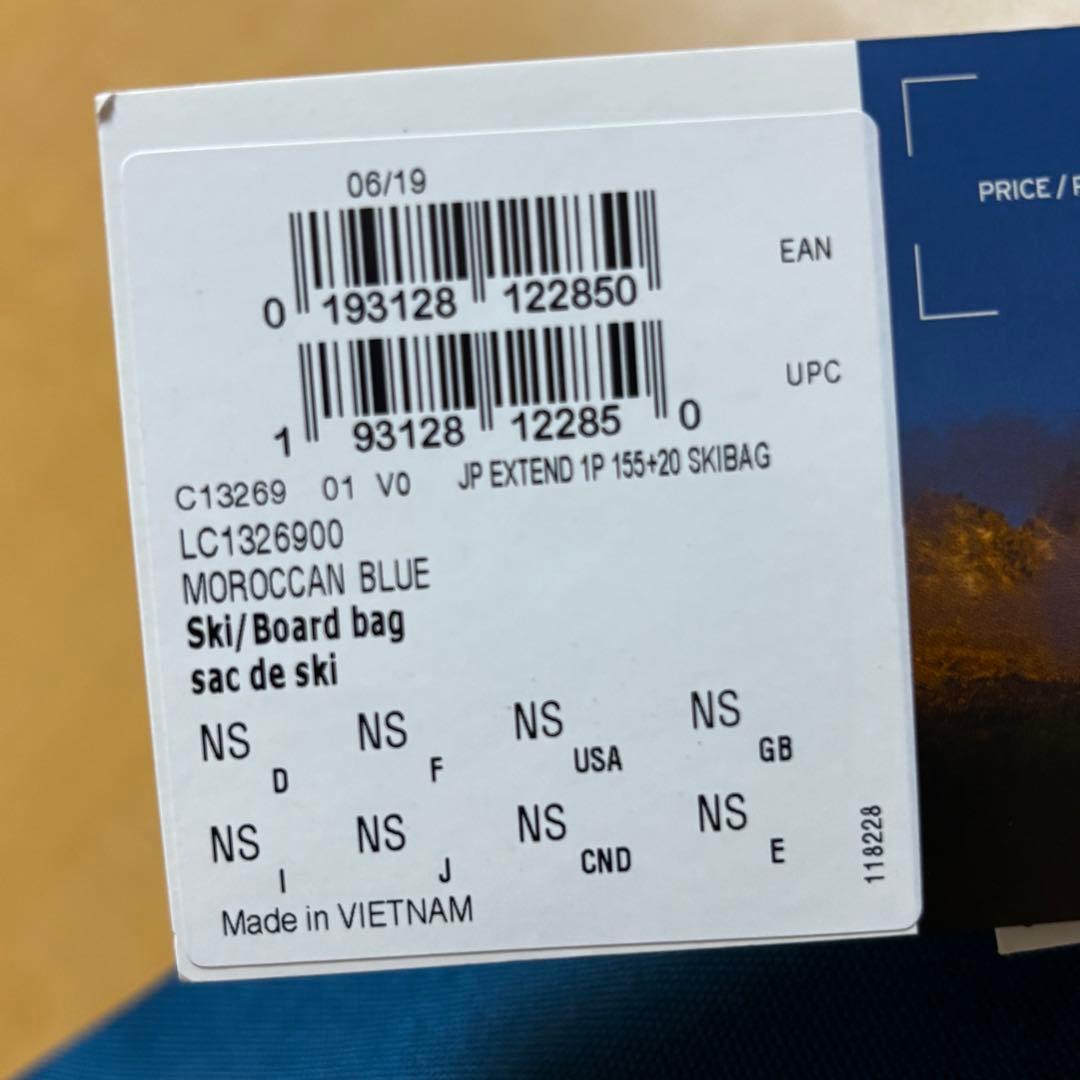 06/19
0 193128 122850
EAN
1 93128 12285 0
UPC
C13269 01 V0 JP EXTEND 1P 155+20 SKIBAG
LC1326900
MOROCCAN BLUE
Ski/Board bag
sac de ski
NS D NS F NS USA NS GB
NS I NS J NS CND NS E
118228
Made in VIETNAM
PRICE /